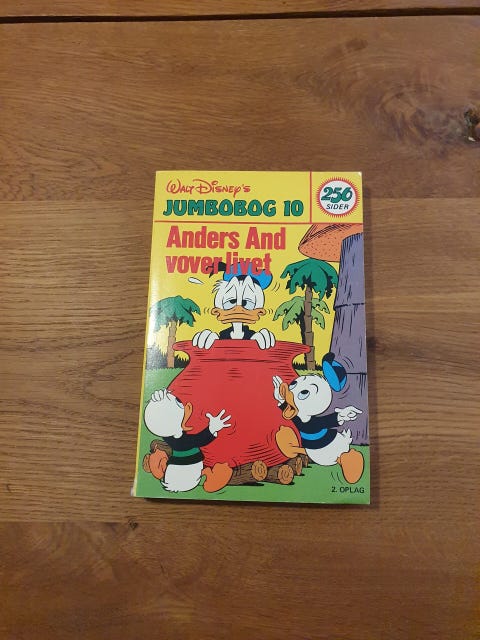 Walt Disney's
JUMBOBOG 10
256
SIDER
Anders And
vover livet
2. OPLAG